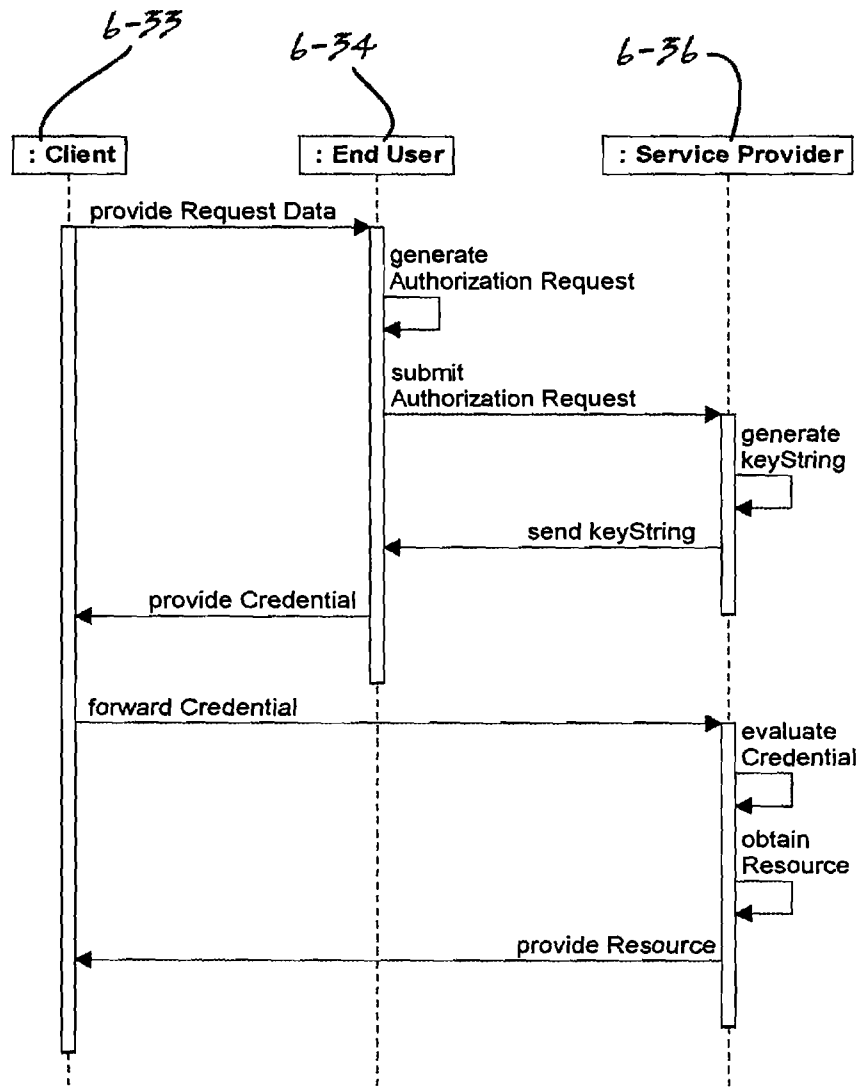 6-33
6-34
6-36
: Client
: End User
: Service Provider
provide Request Data
generate
Authorization Request
submit
Authorization Request
generate
keyString
send keyString
provide Credential
forward Credential
evaluate
Credential
obtain
Resource
provide Resource